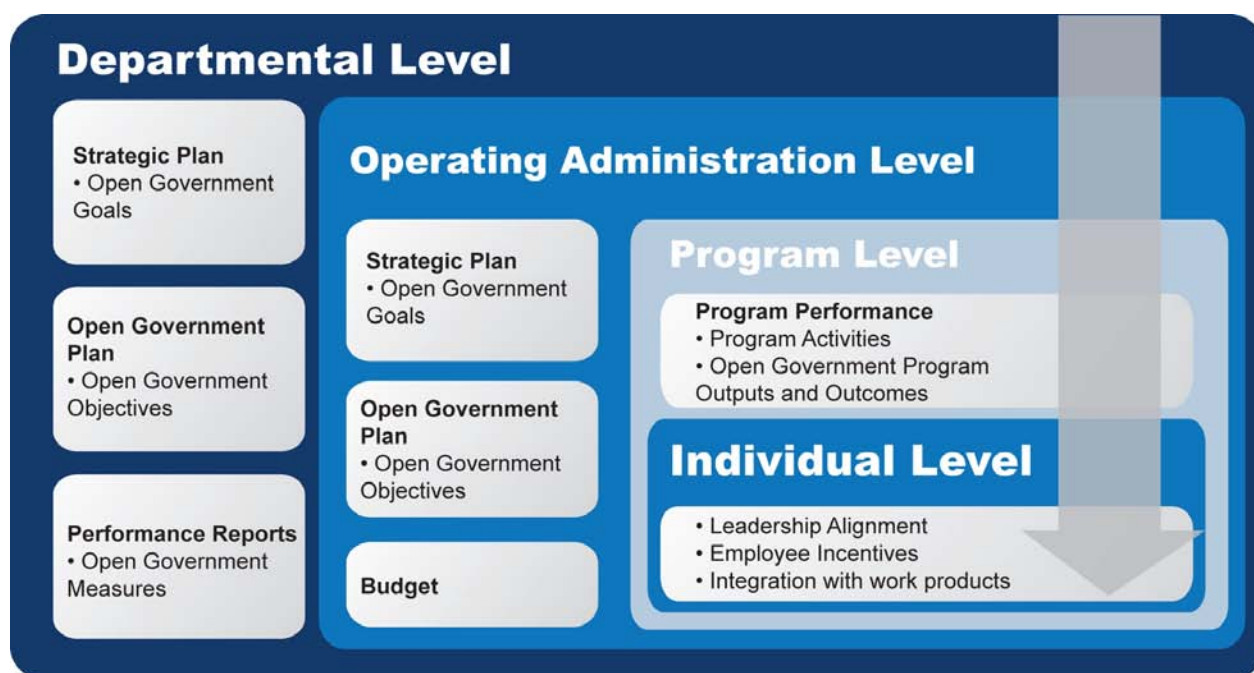 Departmental Level
Strategic Plan
• Open Government
Goals
Open Government
Plan
• Open Government
Objectives
Performance Reports
• Open Government
Measures
Operating Administration Level
Strategic Plan
• Open Government
Goals
Open Government
Plan
• Open Government
Objectives
Budget
Program Level
Program Performance
• Program Activities
• Open Government Program
Outputs and Outcomes
Individual Level
• Leadership Alignment
• Employee Incentives
• Integration with work products